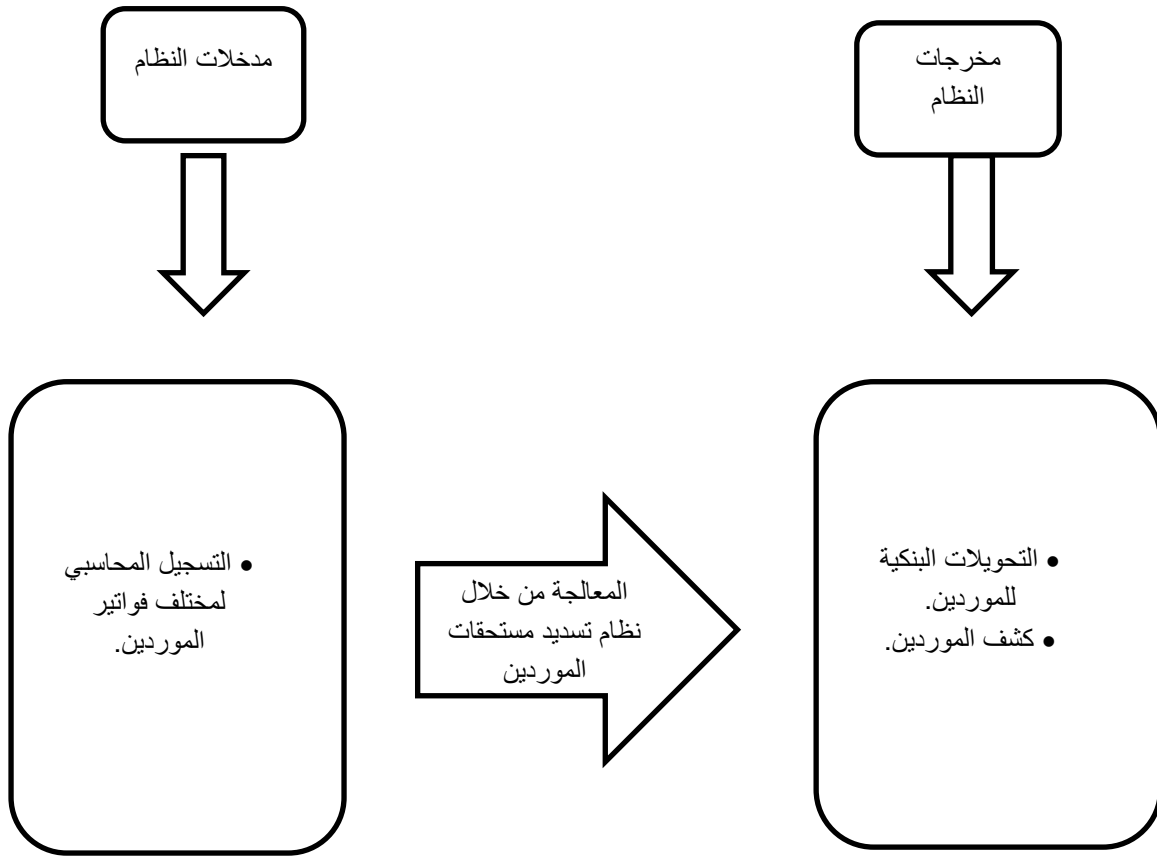 مدخلات النظام
مخرجات
النظام
• التسجيل المحاسبي
لمختلف فواتير
الموردين.
المعالجة من خلال
نظام تسديد مستحقات
الموردين
• التحويلات البنكية
للموردين.
• كشف الموردين.